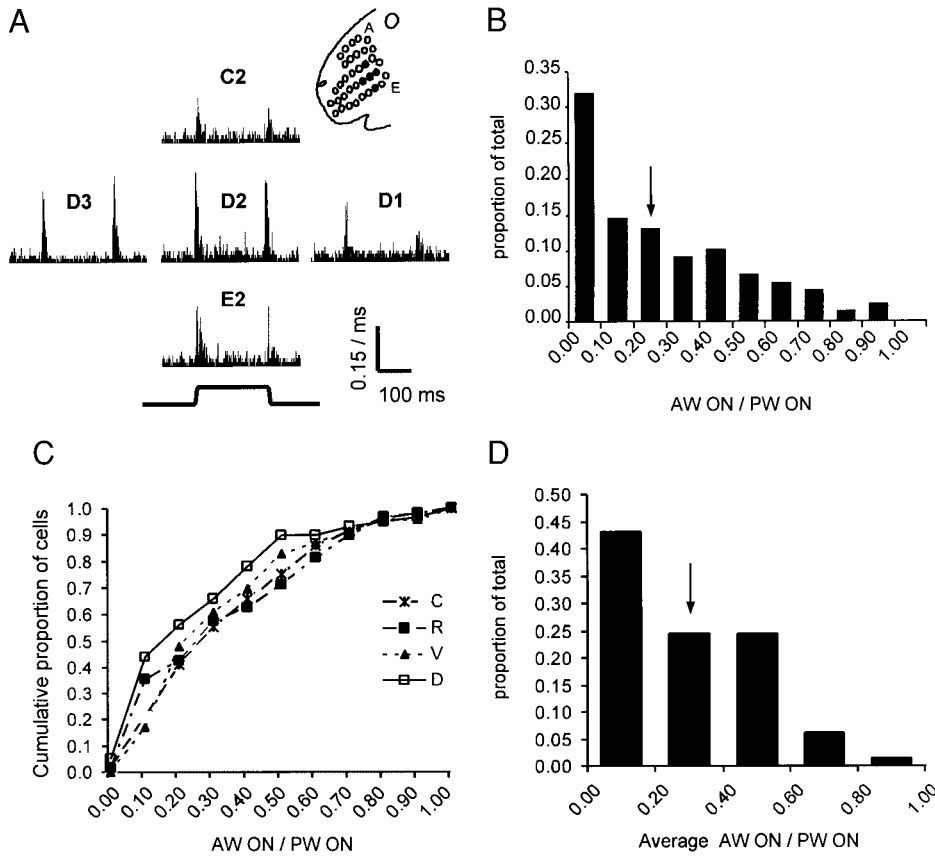 A
O
A
E
C2
D3
D2
D1
E2
0.15 / ms
100 ms
B
proportion of total
0.35
0.30
0.25
0.20
0.15
0.10
0.05
0.00
0.00
0.10
0.20
0.30
0.40
0.50
0.60
0.70
0.80
0.90
1.00
AW ON / PW ON
C
Cumulative proportion of cells
1.0
0.9
0.8
0.7
0.6
0.5
0.4
0.3
0.2
0.1
0.0
C
R
V
D
0.00
0.10
0.20
0.30
0.40
0.50
0.60
0.70
0.80
0.90
1.00
AW ON / PW ON
D
proportion of total
0.50
0.45
0.40
0.35
0.30
0.25
0.20
0.15
0.10
0.05
0.00
0.00
0.20
0.40
0.60
0.80
1.00
Average AW ON / PW ON